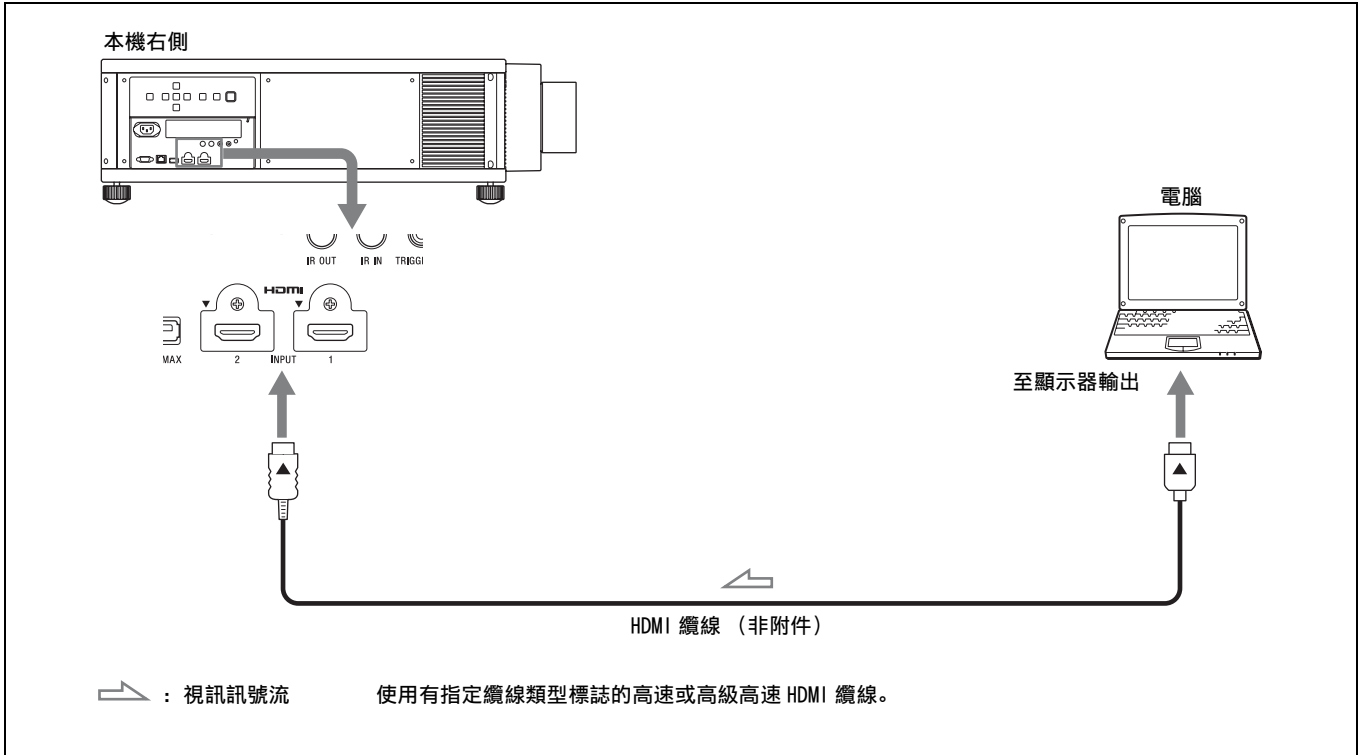 本機右側
電腦
IR OUT IR IN TRIGGI
HDMI
MAX 2 INPUT 1
至顯示器輸出
HDMI 纜線 （非附件）
：視訊訊號流 使用有指定纜線類型標誌的高速或高級高速 HDMI 纜線。